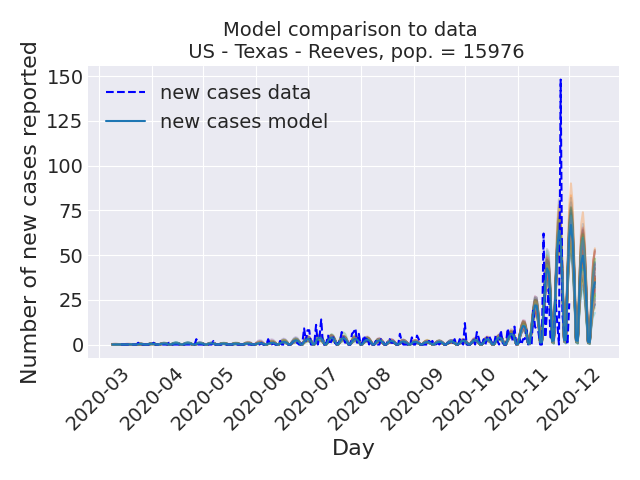 Model comparison to data
US - Texas - Reeves, pop. = 15976
Number of new cases reported
150
125
100
75
50
25
0
new cases data
new cases model
2020-03
2020-04
2020-05
2020-06
2020-07
2020-08
2020-09
2020-10
2020-11
2020-12
Day